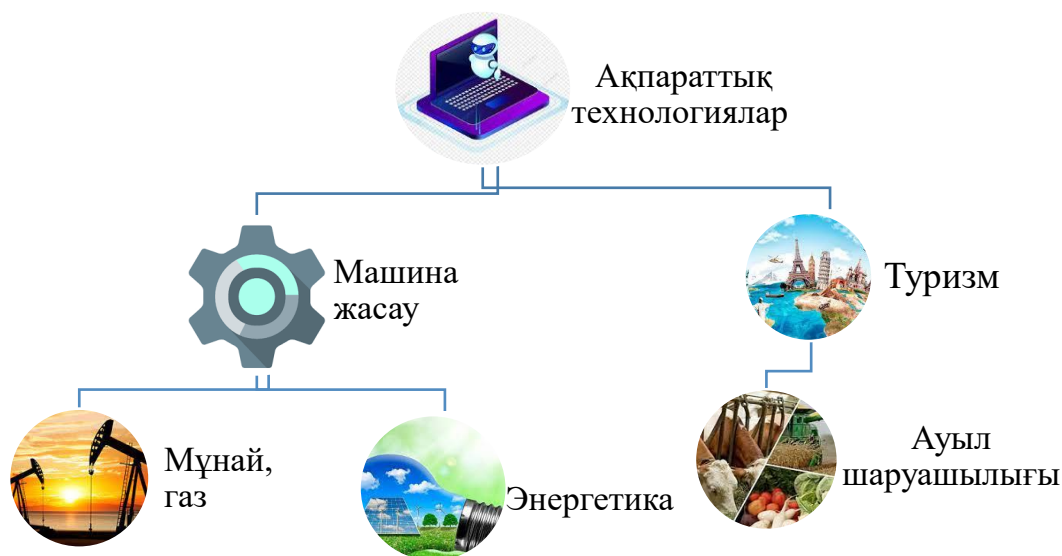 Ақпараттық
технологиялар
Машина
жасау
Туризм
Мұнай,
газ
Энергетика
Ауыл
шаруашылығы